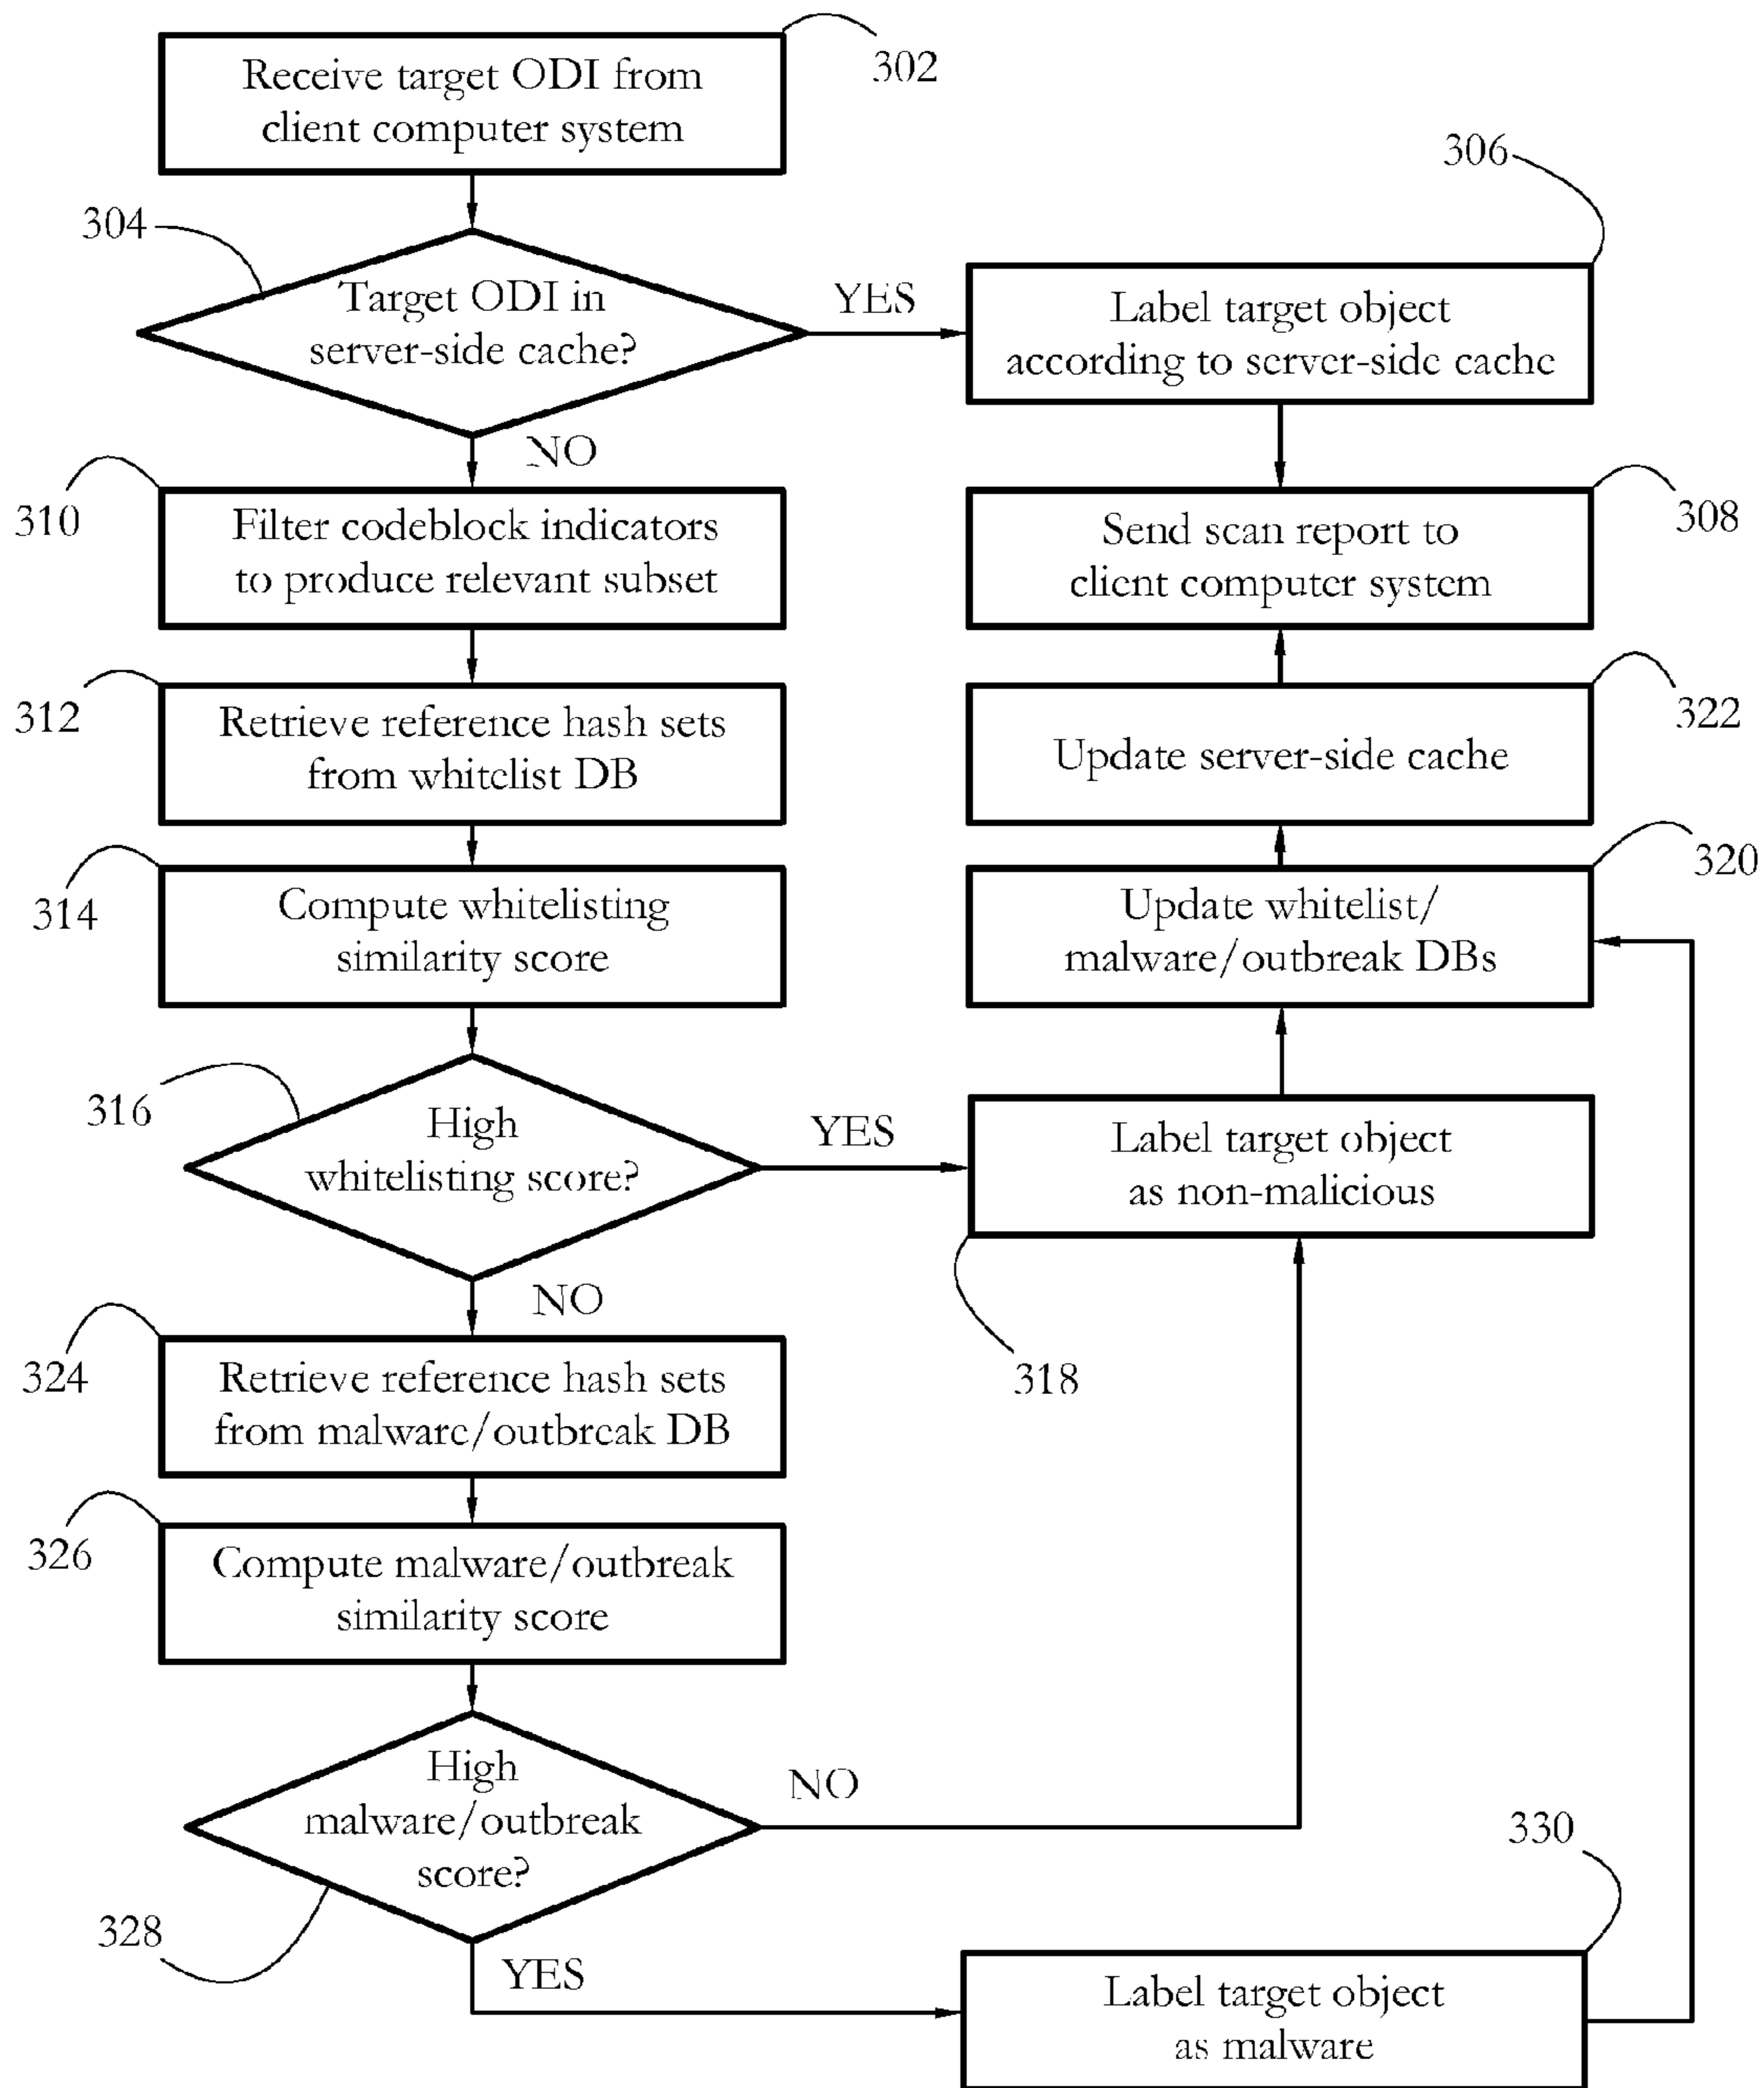 302
Receive target ODI from
client computer system
304
Target ODI in
server-side cache?
YES
NO
306
Label target object
according to server-side cache
308
Send scan report to
client computer system
310
Filter codeblock indicators
to produce relevant subset
312
Retrieve reference hash sets
from whitelist DB
322
Update server-side cache
314
Compute whitelisting
similarity score
320
Update whitelist/
malware/outbreak DBs
316
High
whitelisting score?
YES
NO
Label target object
as non-malicious
318
324
Retrieve reference hash sets
from malware/outbreak DB
326
Compute malware/outbreak
similarity score
High
malware/outbreak
score?
328
NO
YES
330
Label target object
as malware